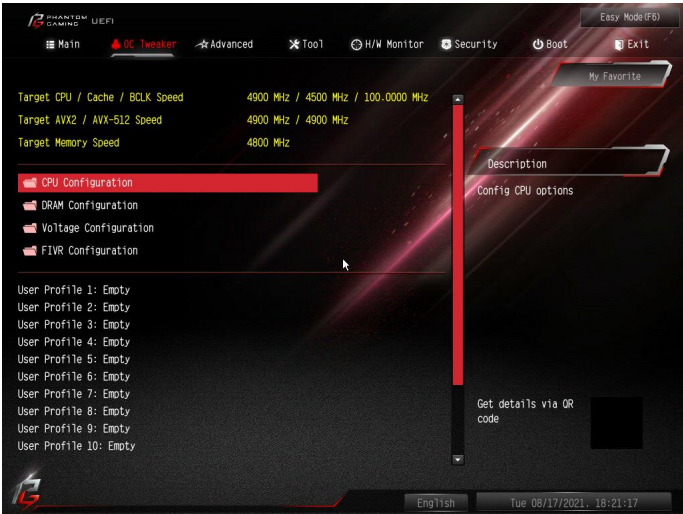 PHANTOM GAMING UEFI
Easy Mode(F6)
Main OC Tweaker Advanced Tool H/W Monitor Security Boot Exit
My Favorite
Target CPU / Cache / BCLK Speed 4900 MHz / 4500 MHz / 100.0000 MHz
Target AVX2 / AVX-512 Speed 4900 MHz / 4900 MHz
Target Memory Speed 4800 MHz
Description
Config CPU options
CPU Configuration
DRAM Configuration
Voltage Configuration
FIVR Configuration
User Profile 1: Empty
User Profile 2: Empty
User Profile 3: Empty
User Profile 4: Empty
User Profile 5: Empty
User Profile 6: Empty
User Profile 7: Empty
User Profile 8: Empty
User Profile 9: Empty
User Profile 10: Empty
Get details via QR
code
English
Tue 08/17/2021, 18:21:17